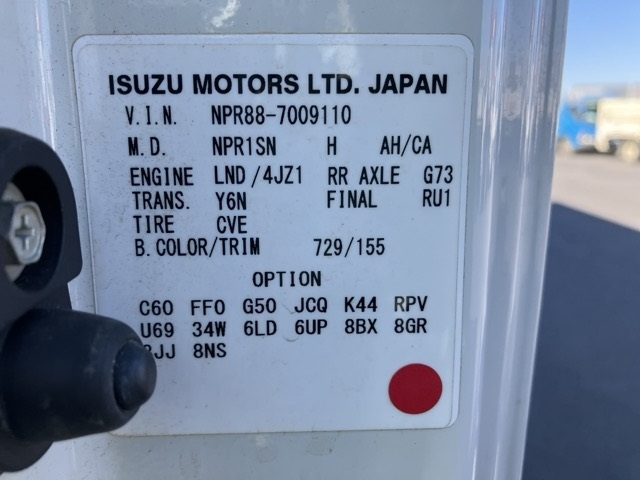 ISUZU MOTORS LTD. JAPAN
V.I.N. NPR88-7009110
M.D. NPR1SN H AH/CA
ENGINE LND/4JZ1 RR AXLE G73
TRANS. Y6N FINAL RU1
TIRE CVE
B.COLOR/TRIM 729/155
OPTION
C60 FF0 G50 JCQ K44 RPV
U69 34W 6LD 6UP 8BX 8GR
8NS